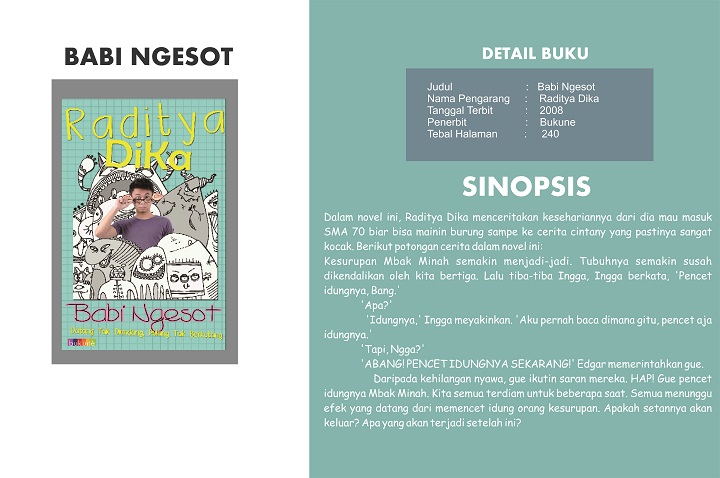 BABI NGESOT
Raditya
Dika
Babi Ngesot
Datang Tak Diundang, Pulang Tak Berkutang
bukune
DETAIL BUKU
Judul : Babi Ngesot
Nama Pengarang : Raditya Dika
Tanggal Terbit : 2008
Penerbit : Bukune
Tebal Halaman : 240
SINOPSIS
Dalam novel ini, Raditya Dika menceritakan kesehariannya dari dia mau masuk
SMA 70 biar bisa mainin burung sampe ke cerita cintany yang pastinya sangat
kocak. Berikut potongan cerita dalam novel ini:
Kesurupan Mbak Minah semakin menjadi-jadi. Tubuhnya semakin susah
dikendalikan oleh kita bertiga. Lalu tiba-tiba Ingga, Ingga berkata, 'Pencet
idungnya, Bang.'
'Apa?'
'Idungnya,' Ingga meyakinkan. 'Aku pernah baca dimana gitu, pencet aja
idungnya.'
'Tapi, Ngga?'
'ABANG! PENCET IDUNGNYA SEKARANG!' Edgar memerintahkan gue.
Daripada kehilangan nyawa, gue ikutin saran mereka. HAP! Gue pencet
idungnya Mbak Minah. Kita semua terdiam untuk beberapa saat. Semua menunggu
efek yang datang dari memencet idung orang kesurupan. Apakah setannya akan
keluar? Apa yang akan terjadi setelah ini?